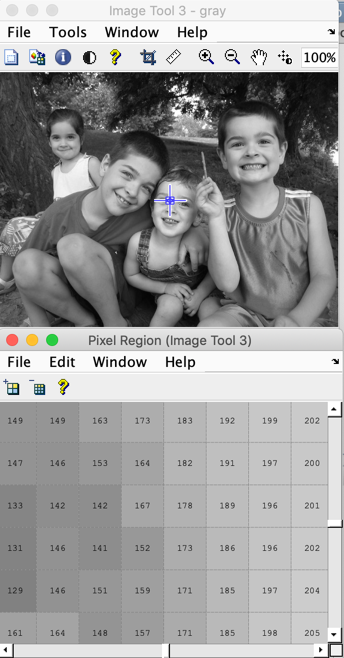 Image Tool 3 - gray
File Tools Window Help
100%
Pixel Region (Image Tool 3)
File Edit Window Help
149 149 163 173 183 192 199 202
147 146 153 164 182 191 197 200
133 142 142 167 178 189 196 201
131 146 141 152 173 186 196 202
129 146 151 159 171 185 197 204
161 164 148 157 171 185 198 205